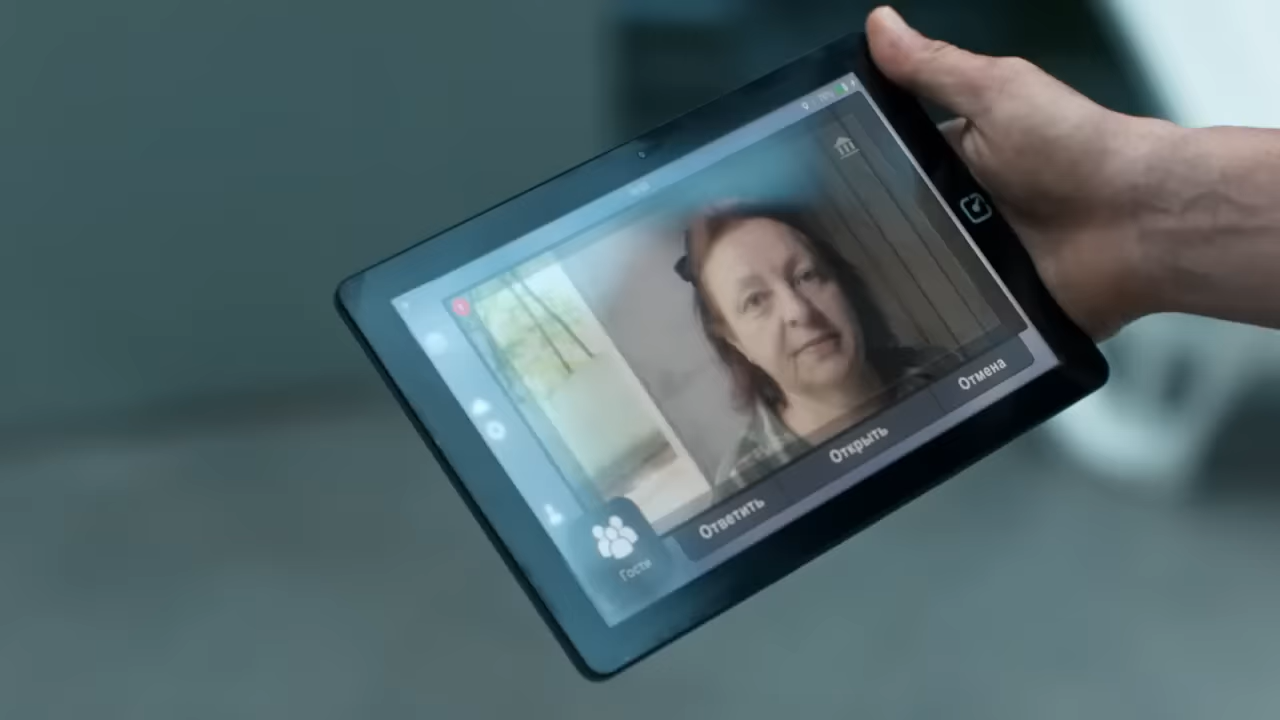 Отмена
Открыть
Ответить
Гости